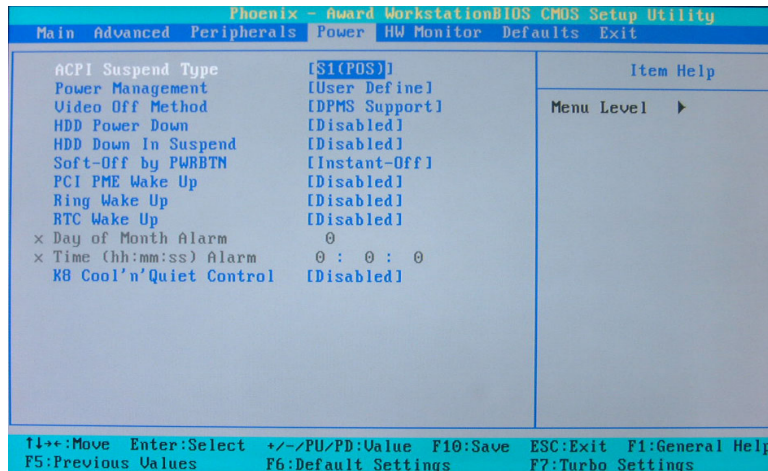 Phoenix - Award WorkstationBIOS CMOS Setup Utility
Main Advanced Peripherals Power HW Monitor Defaults Exit
ACPI Suspend Type [S1(POS)]
Power Management [User Define]
Video Off Method [DPMS Support]
HDD Power Down [Disabled]
HDD Down In Suspend [Disabled]
Soft-Off by PWRBTN [Instant-Off]
PCI PME Wake Up [Disabled]
Ring Wake Up [Disabled]
RTC Wake Up [Disabled]
x Day of Month Alarm 0
x Time (hh:mm:ss) Alarm 0 : 0 : 0
K8 Cool'n'Quiet Control [Disabled]
Item Help
Menu Level ▶
↑↓→←:Move Enter:Select +/-/PU/PD:Value F10:Save ESC:Exit F1:General Help
F5:Previous Values F6:Default Settings F7:Turbo Settings